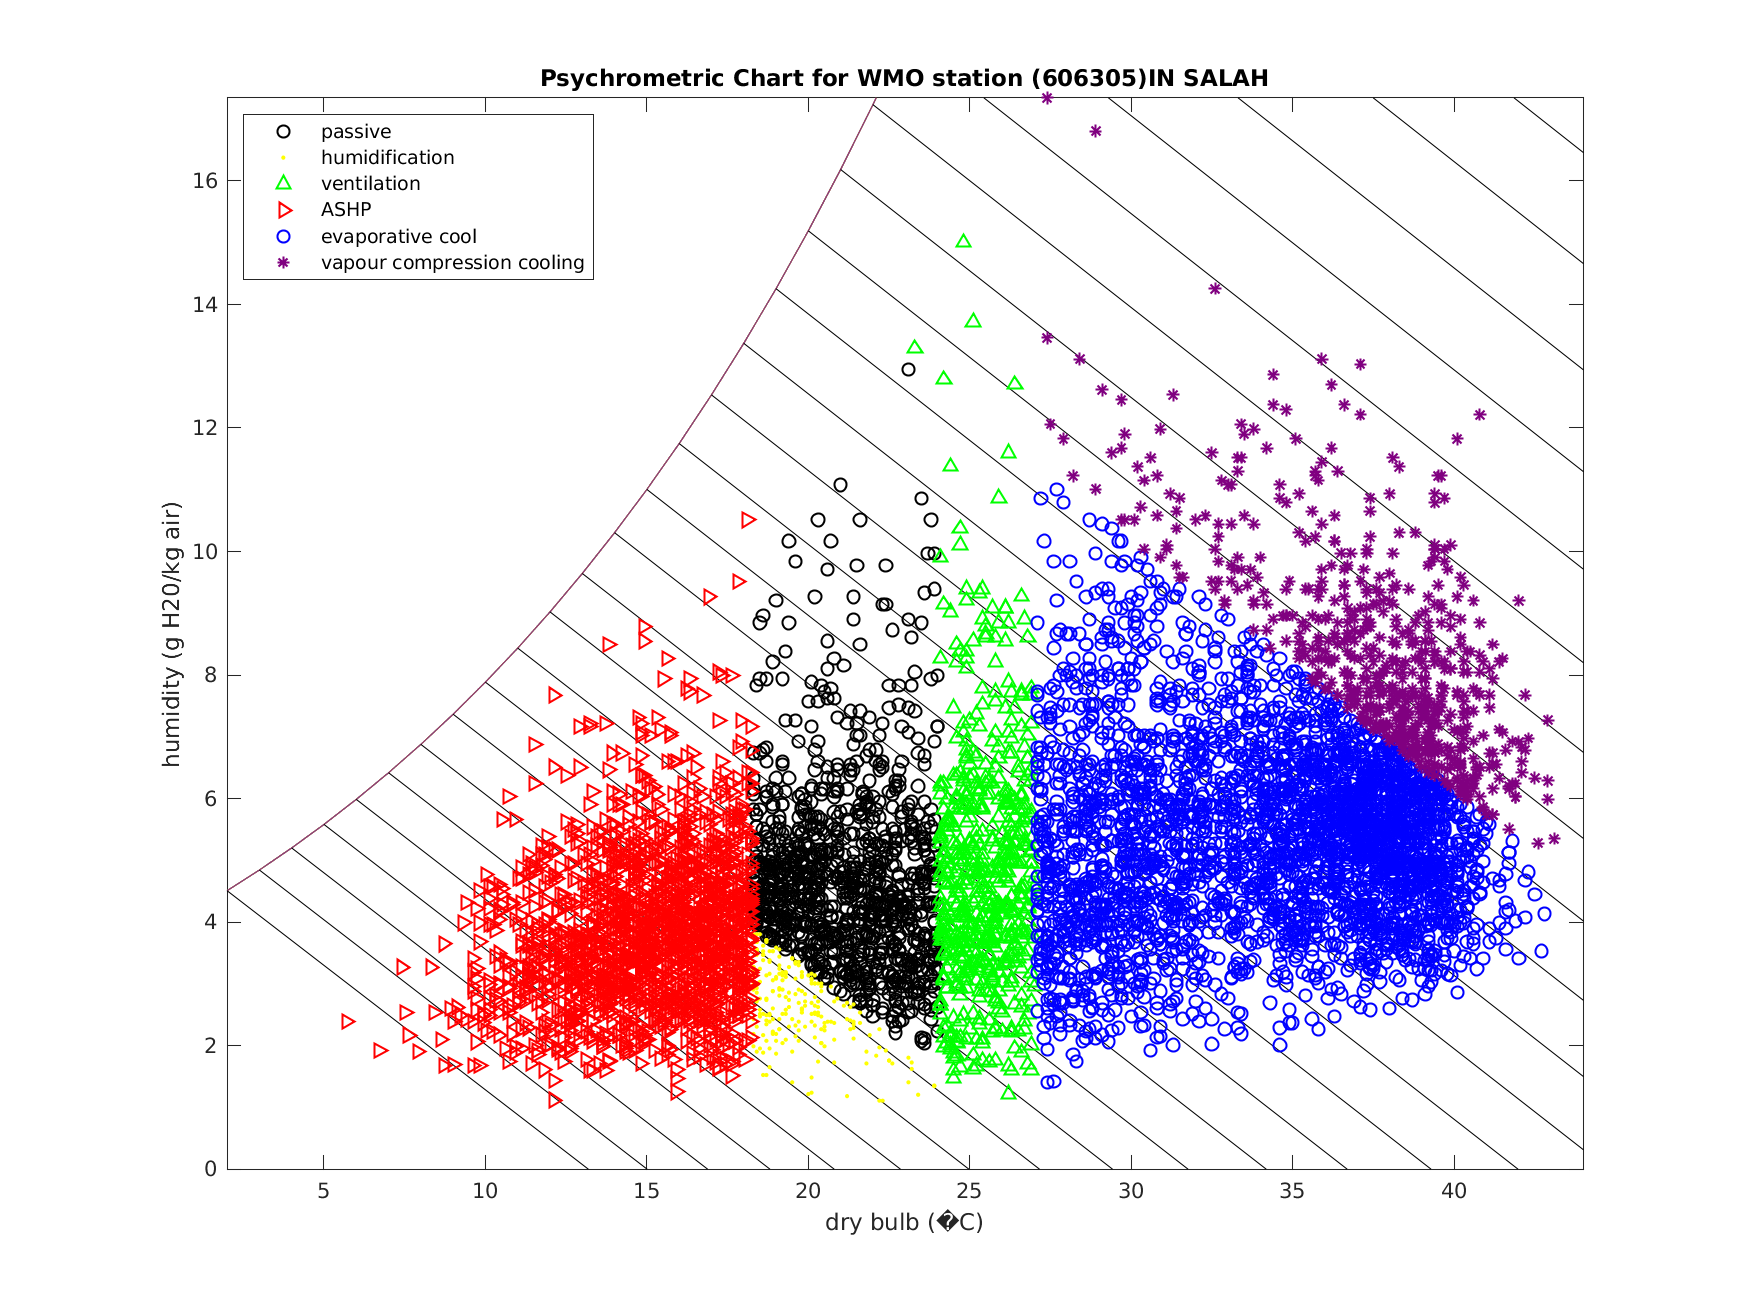 Psychrometric Chart for WMO station (606305)IN SALAH
passive
humidification
ventilation
ASHP
evaporative cool
vapour compression cooling
humidity (g H20/kg air)
16
14
12
10
8
6
4
2
0
5 10 15 20 25 30 35 40
dry bulb (�C)